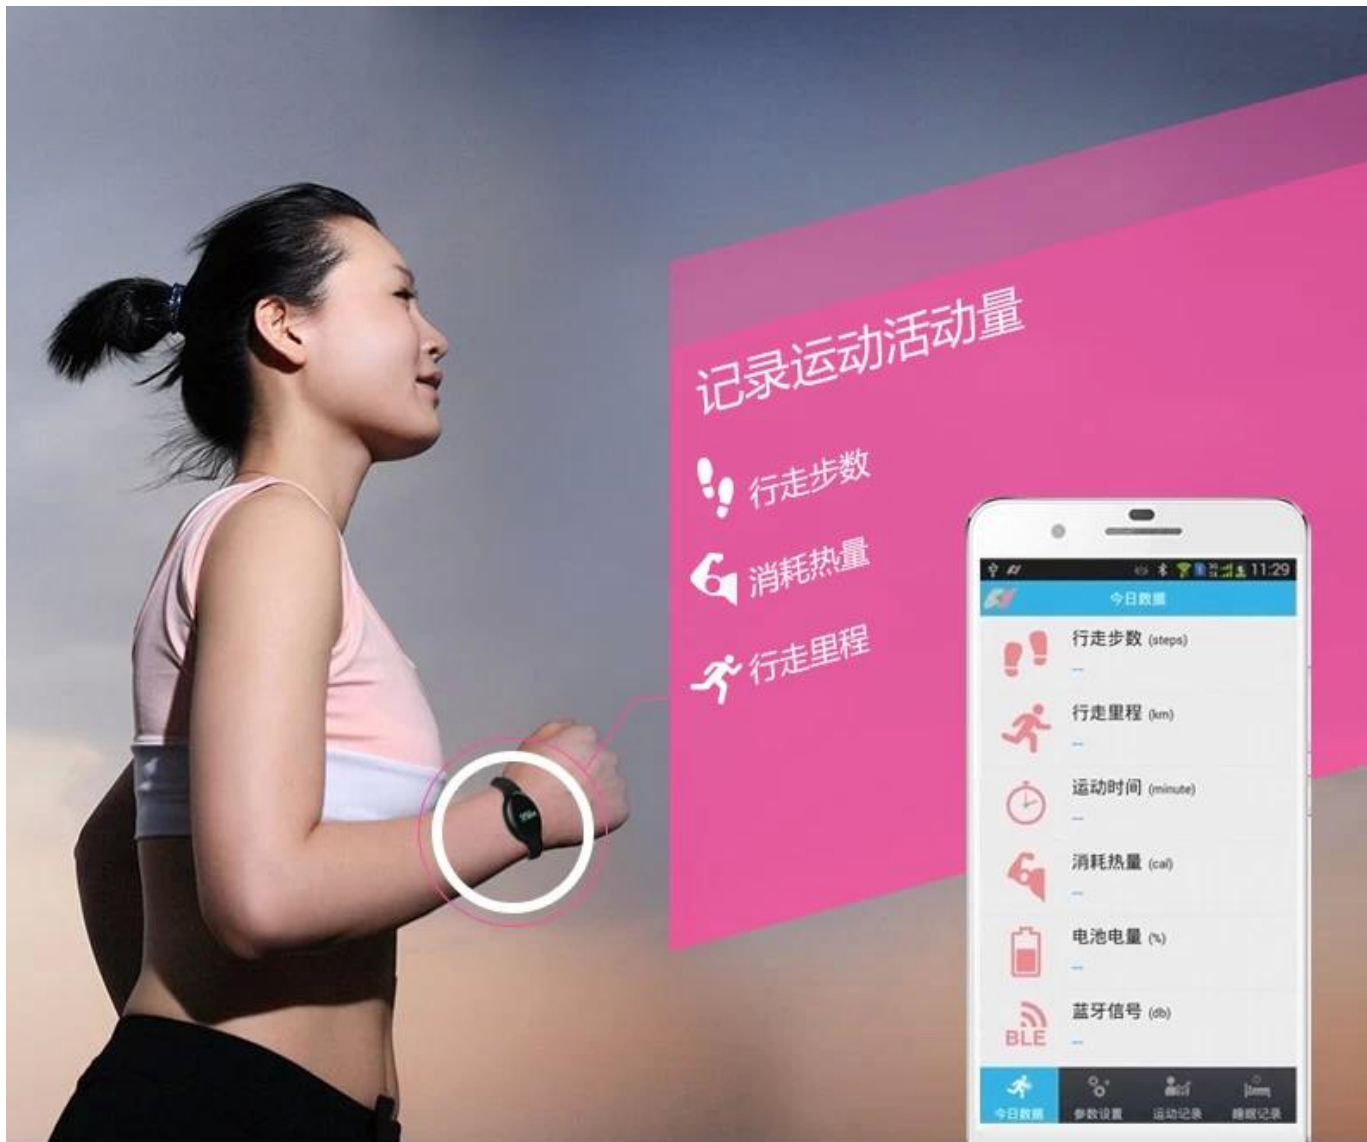 记录运动活动量
行走步数
消耗热量
行走里程
11:29
今日数据
行走步数 (steps)
--
行走里程 (km)
--
运动时间 (minute)
--
消耗热量 (cal)
--
电池电量 (%)
--
蓝牙信号 (db)
--
BLE
今日数据 参数设置 运动记录 睡眠记录